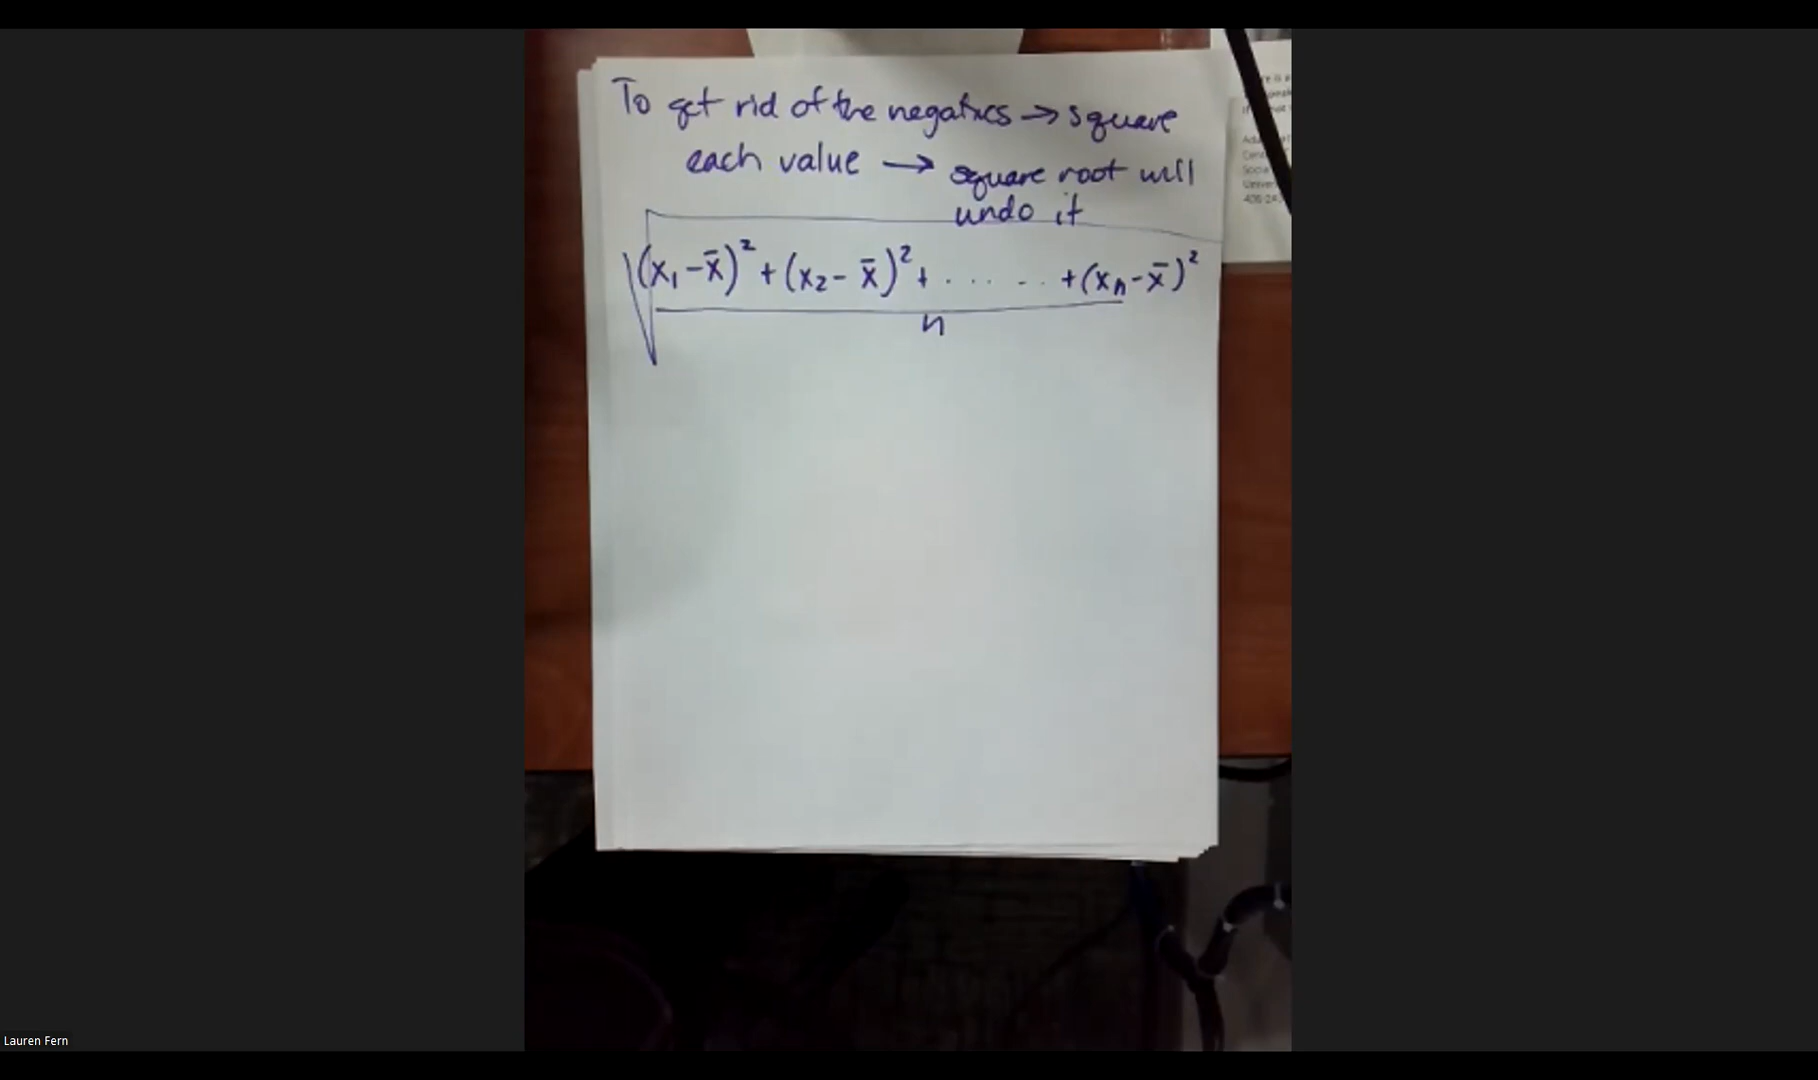 To get rid of the negatives → square
each value → square root will
undo it
√(x₁ - x̄)² + (x₂ - x̄)² + . . . . . . + (xₙ - x̄)²
n
Lauren Fern